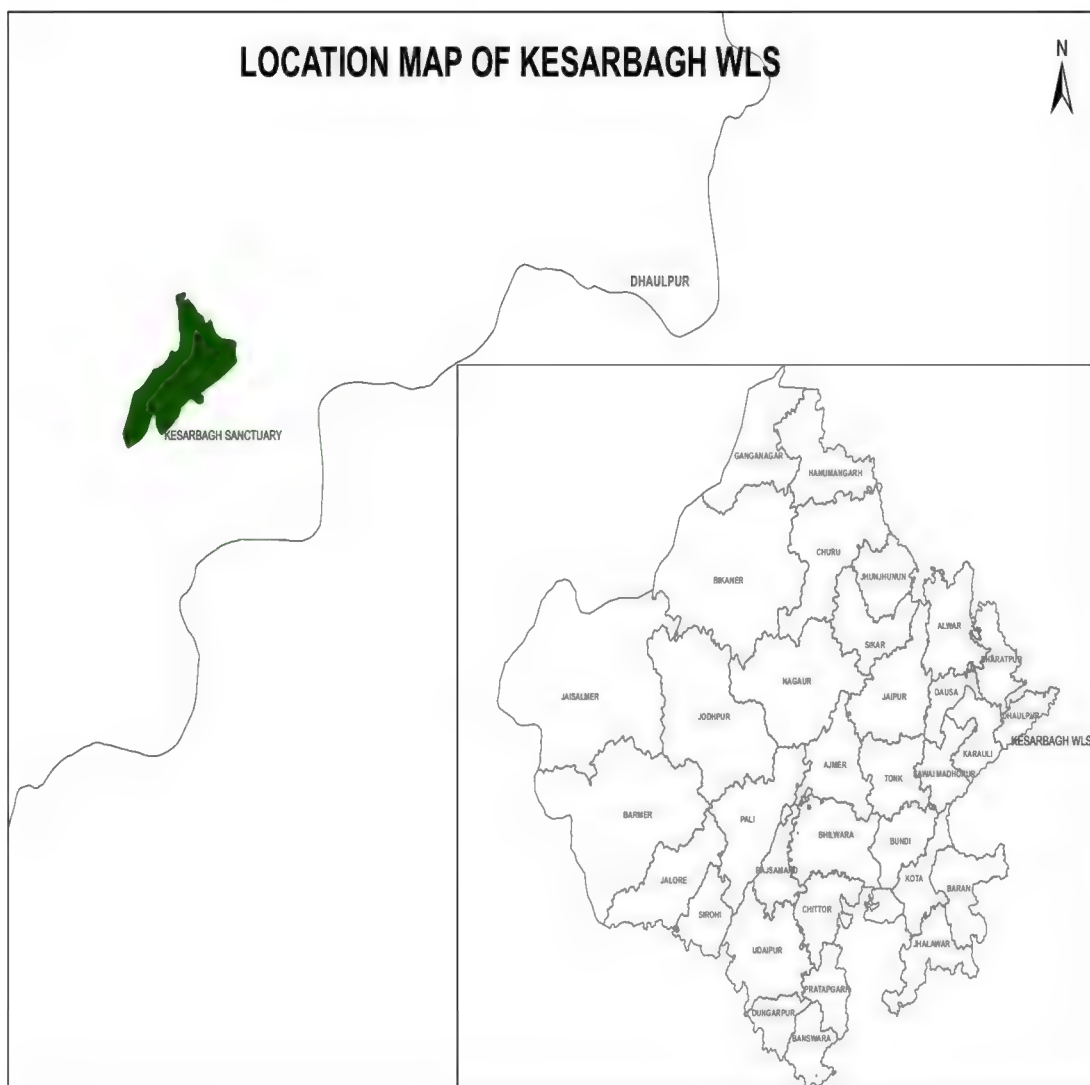 LOCATION MAP OF KESARBAGH WLS
N
DHAULPUR
KESARBAGH SANCTUARY
GANGANAGAR
HANUMANGARH
CHURU
JHUNJHUNUN
BIKANER
ALWAR
SIKAR
BHARATPUR
NAGAUR
JAISALMER
JAIPUR
DAUSA
JODHPUR
DHAULPUR
KESARBAGH WLS
KARAULI
AJMER
TONK
SAWAI MADHOPUR
BARMER
PALI
BHILWARA
BUNDI
RAJSAMAND
JALORE
KOTA
BARAN
CHITTOR
SIROHI
JHALAWAR
UDAIPUR
PRATAPGARH
DUNGARPUR
BANSWARA